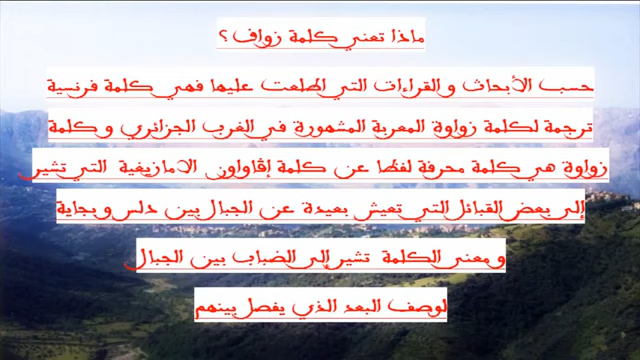 ماذا تعني كلمة زواف ؟
حسب الأبحاث و القراءات التي اطلعت عليها فهي كلمة فرنسية
ترجمة لكلمة زواوة المعربة المشهورة في الغرب الجزائري و كلمة
زواوة هي كلمة محرفة لفظا عن كلمة إڤاواون الامازيغية التي تشير
إلى بعض القبائل التي تعيش بعيدة عن الجبال بين دلس و بجاية
ومعنى الكلمة تشير إلى الضباب بين الجبال
لوصف البعد الذي يفصل بينهم